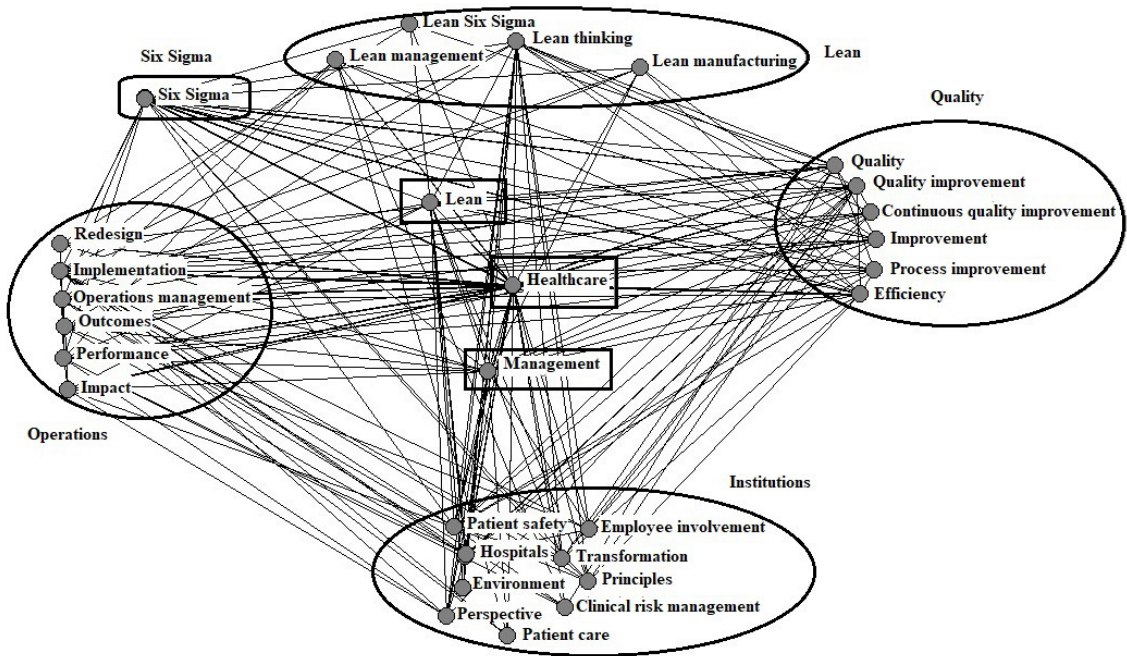 Lean Six Sigma
Lean thinking
Lean management
Lean manufacturing
Lean
Six Sigma
Six Sigma
Quality
Quality
Quality improvement
Continuous quality improvement
Improvement
Process improvement
Efficiency
Lean
Healthcare
Management
Redesign
Implementation
Operations management
Outcomes
Performance
Impact
Operations
Institutions
Patient safety
Employee involvement
Hospitals
Transformation
Environment
Principles
Perspective
Clinical risk management
Patient care